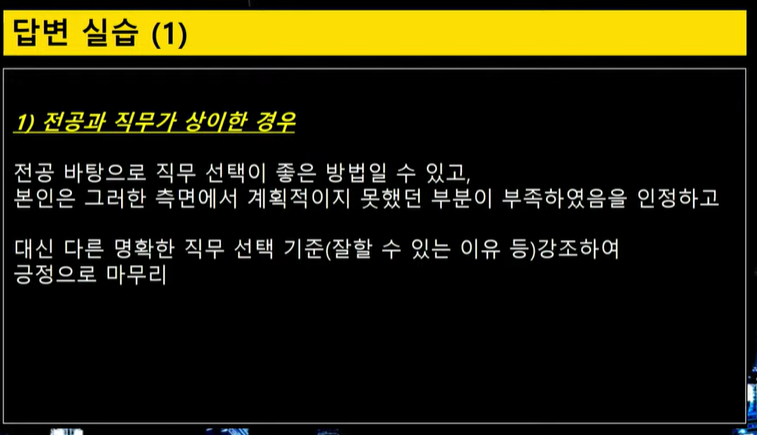 답변 실습 (1)
1) 전공과 직무가 상이한 경우
전공 바탕으로 직무 선택이 좋은 방법일 수 있고,
본인은 그러한 측면에서 계획적이지 못했던 부분이 부족하였음을 인정하고
대신 다른 명확한 직무 선택 기준(잘할 수 있는 이유 등)강조하여
긍정으로 마무리